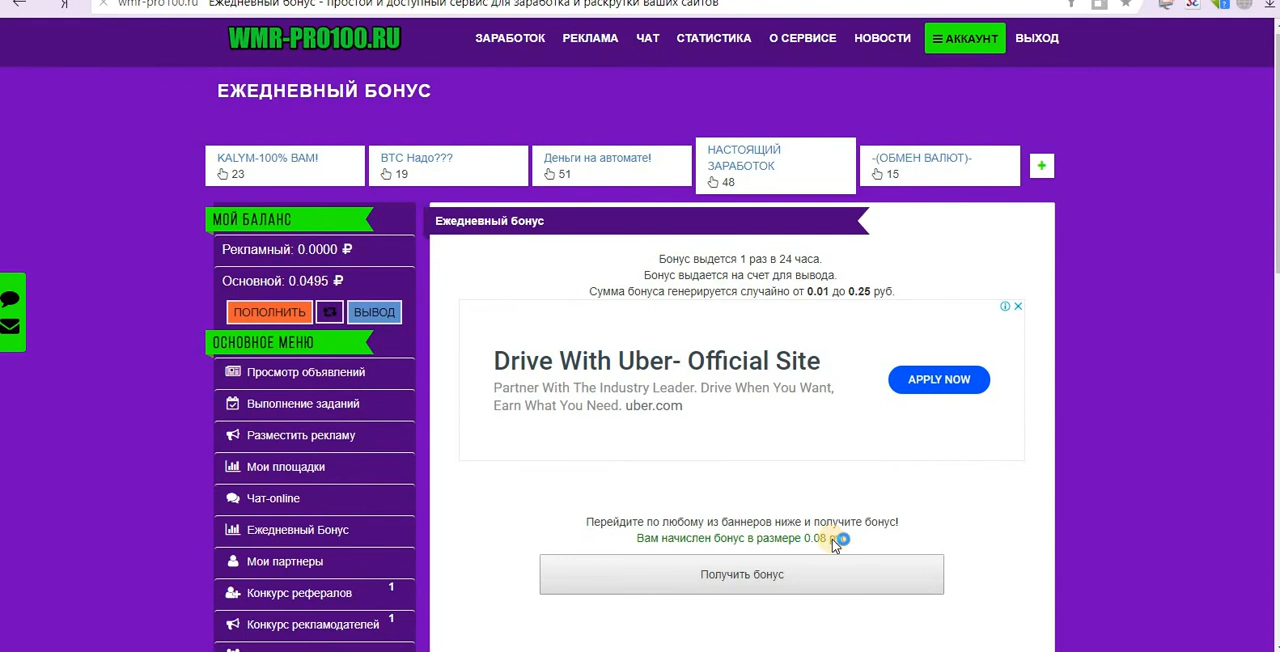 wmr-pro100.ru Ежедневный бонус - простой и доступный сервис для заработка и раскрутки ваших сайтов
WMR-PRO100.RU
ЗАРАБОТОК РЕКЛАМА ЧАТ СТАТИСТИКА О СЕРВИСЕ НОВОСТИ АККАУНТ ВЫХОД
ЕЖЕДНЕВНЫЙ БОНУС
KALYM-100% ВАМ!
23
BTC Надо???
19
Деньги на автомате!
51
НАСТОЯЩИЙ
ЗАРАБОТОК
48
-(ОБМЕН ВАЛЮТ)-
15
+
МОЙ БАЛАНС
Рекламный: 0.0000 ₽
Основной: 0.0495 ₽
ПОПОЛНИТЬ ВЫВОД
ОСНОВНОЕ МЕНЮ
Просмотр объявлений
Выполнение заданий
Разместить рекламу
Мои площадки
Чат-online
Ежедневный Бонус
Мои партнеры
Конкурс рефералов 1
Конкурс рекламодателей 1
Ежедневный бонус
Бонус выдется 1 раз в 24 часа.
Бонус выдается на счет для вывода.
Сумма бонуса генерируется случайно от 0.01 до 0.25 руб.
Drive With Uber- Official Site
Partner With The Industry Leader. Drive When You Want,
Earn What You Need. uber.com
APPLY NOW
Перейдите по любому из баннеров ниже и получите бонус!
Вам начислен бонус в размере 0.08
Получить бонус